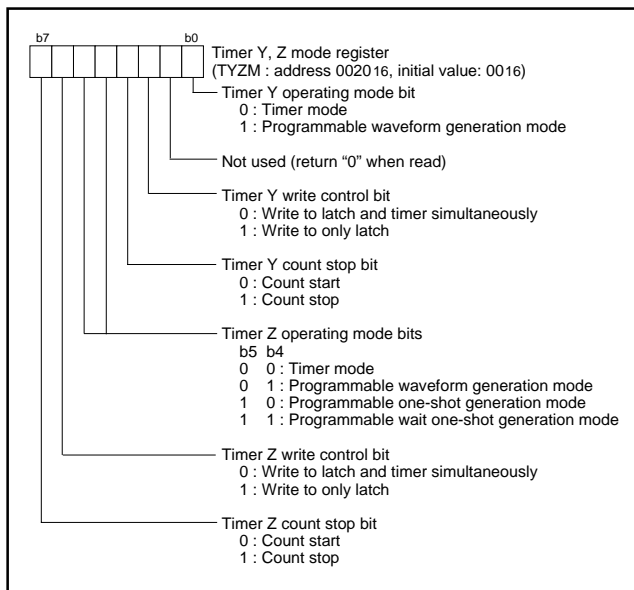 b7 b0
Timer Y, Z mode register
(TYZM : address 002016, initial value: 0016)
Timer Y operating mode bit
0 : Timer mode
1 : Programmable waveform generation mode
Not used (return “0” when read)
Timer Y write control bit
0 : Write to latch and timer simultaneously
1 : Write to only latch
Timer Y count stop bit
0 : Count start
1 : Count stop
Timer Z operating mode bits
b5 b4
0 0 : Timer mode
0 1 : Programmable waveform generation mode
1 0 : Programmable one-shot generation mode
1 1 : Programmable wait one-shot generation mode
Timer Z write control bit
0 : Write to latch and timer simultaneously
1 : Write to only latch
Timer Z count stop bit
0 : Count start
1 : Count stop